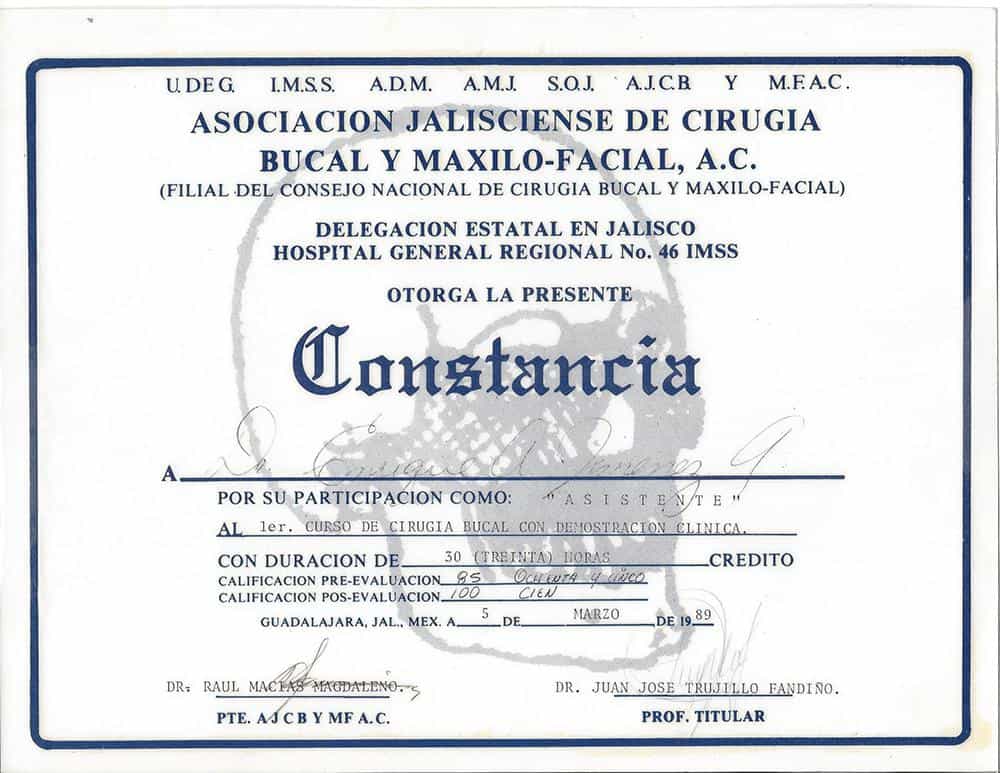 U.DE G. I.M.S.S. A.D.M. A.M.J. S.O.J. A.J.C.B. Y M.F.A.C.
ASOCIACION JALISCIENSE DE CIRUGIA
BUCAL Y MAXILO-FACIAL, A.C.
(FILIAL DEL CONSEJO NACIONAL DE CIRUGIA BUCAL Y MAXILO-FACIAL)
DELEGACION ESTATAL EN JALISCO
HOSPITAL GENERAL REGIONAL No. 46 IMSS
OTORGA LA PRESENTE
Constancia
A Dr. Enrique A. Jimenez G
POR SU PARTICIPACION COMO: "ASISTENTE"
AL 1er. CURSO DE CIRUGIA BUCAL CON DEMOSTRACION CLINICA.
CON DURACION DE 30 (TREINTA) HORAS CREDITO
CALIFICACION PRE-EVALUACION 85 OCHENTA Y CINCO
CALIFICACION POS-EVALUACION 100 CIEN
GUADALAJARA, JAL., MEX. A 5 DE MARZO DE 1989
DR. RAUL MACIAS MAGDALEÑO. DR. JUAN JOSE TRUJILLO FANDIÑO.
PTE. A J C B Y MF A.C. PROF. TITULAR